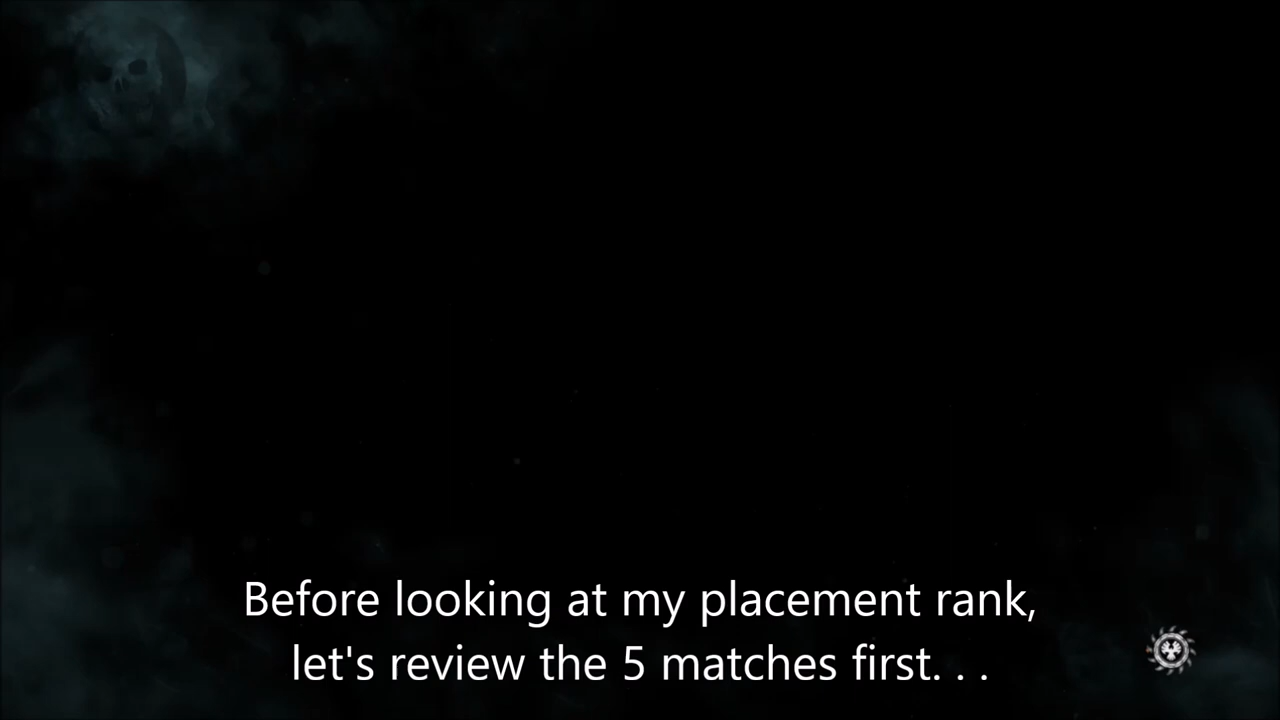 Before looking at my placement rank,
let's review the 5 matches first. . .